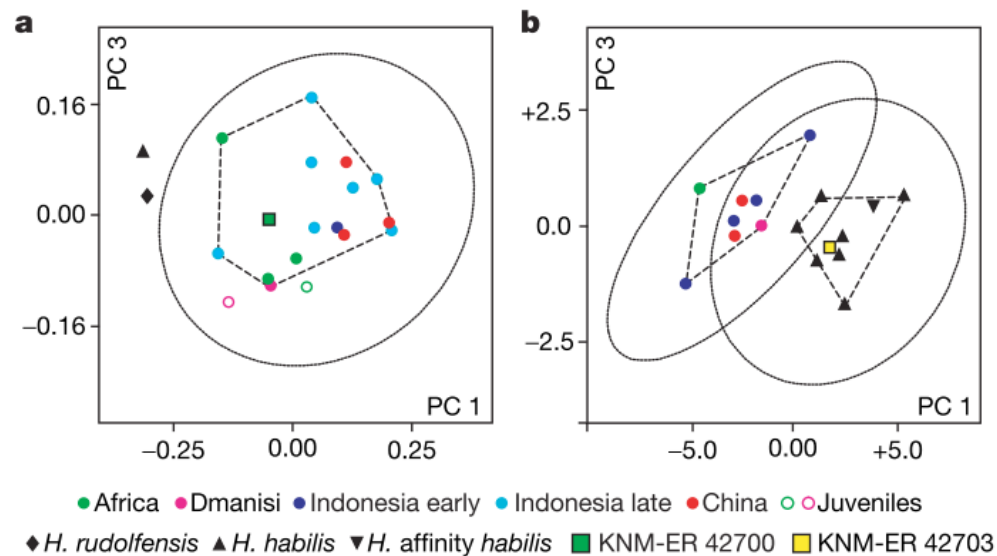 a
b
PC 3
0.16
0.00
−0.16
PC 1
−0.25 0.00 0.25
PC 3
+2.5
0.0
−2.5
PC 1
−5.0 0.00 +5.0
Africa Dmanisi Indonesia early Indonesia late China Juveniles
H. rudolfensis H. habilis H. affinity habilis KNM-ER 42700 KNM-ER 42703